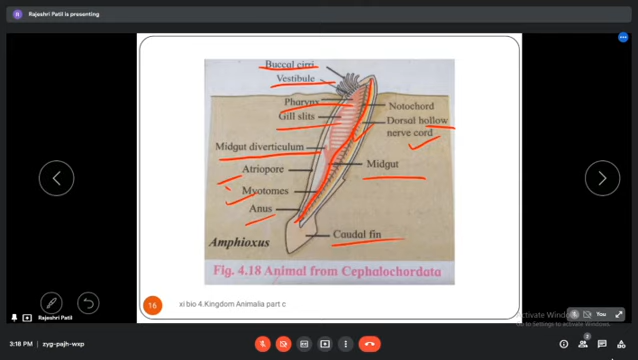 R
Rajeshri Patil is presenting
Buccal cirri
Vestibule
Pharynx
Gill slits
Notochord
Dorsal hollow
nerve cord
Midgut diverticulum
Atriopore
Midgut
Myotomes
Anus
Caudal fin
Amphioxus
Fig. 4.18 Animal from Cephalochordata
16
xi bio 4.Kingdom Animalia part c
Rajeshri Patil
You
Activate Windows
Go to Settings to activate Windows.
3:18 PM | zyg-pajh-wxp